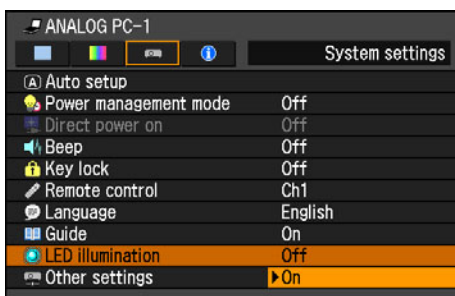 ANALOG PC-1
System settings
Auto setup
Power management mode Off
Direct power on Off
Beep Off
Key lock Off
Remote control Ch1
Language English
Guide On
LED illumination Off
Other settings On